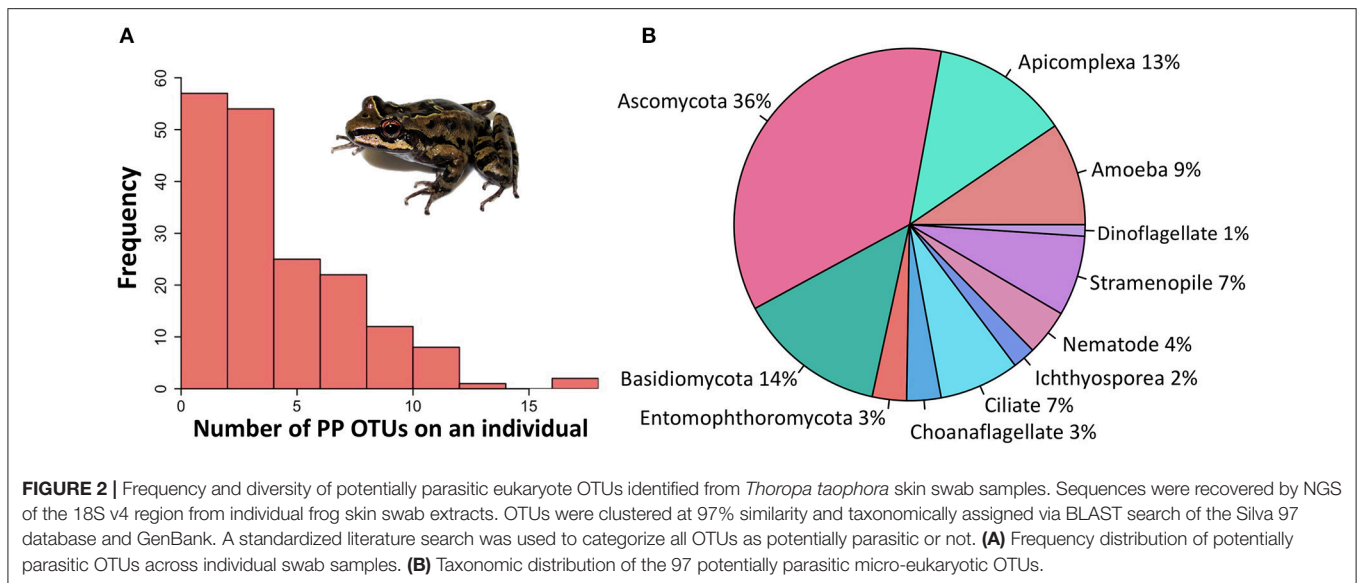 A
B
60
50
40
30
20
10
0
Frequency
0
5
10
15
Number of PP OTUs on an individual
Apicomplexa 13%
Ascomycota 36%
Amoeba 9%
Dinoflagellate 1%
Stramenopile 7%
Nematode 4%
Ichthyosporea 2%
Ciliate 7%
Choanaflagellate 3%
Entomophthoromycota 3%
Basidiomycota 14%
FIGURE 2 | Frequency and diversity of potentially parasitic eukaryote OTUs identified from Thoropa taophora skin swab samples. Sequences were recovered by NGS
of the 18S v4 region from individual frog skin swab extracts. OTUs were clustered at 97% similarity and taxonomically assigned via BLAST search of the Silva 97
database and GenBank. A standardized literature search was used to categorize all OTUs as potentially parasitic or not. (A) Frequency distribution of potentially
parasitic OTUs across individual swab samples. (B) Taxonomic distribution of the 97 potentially parasitic micro-eukaryotic OTUs.